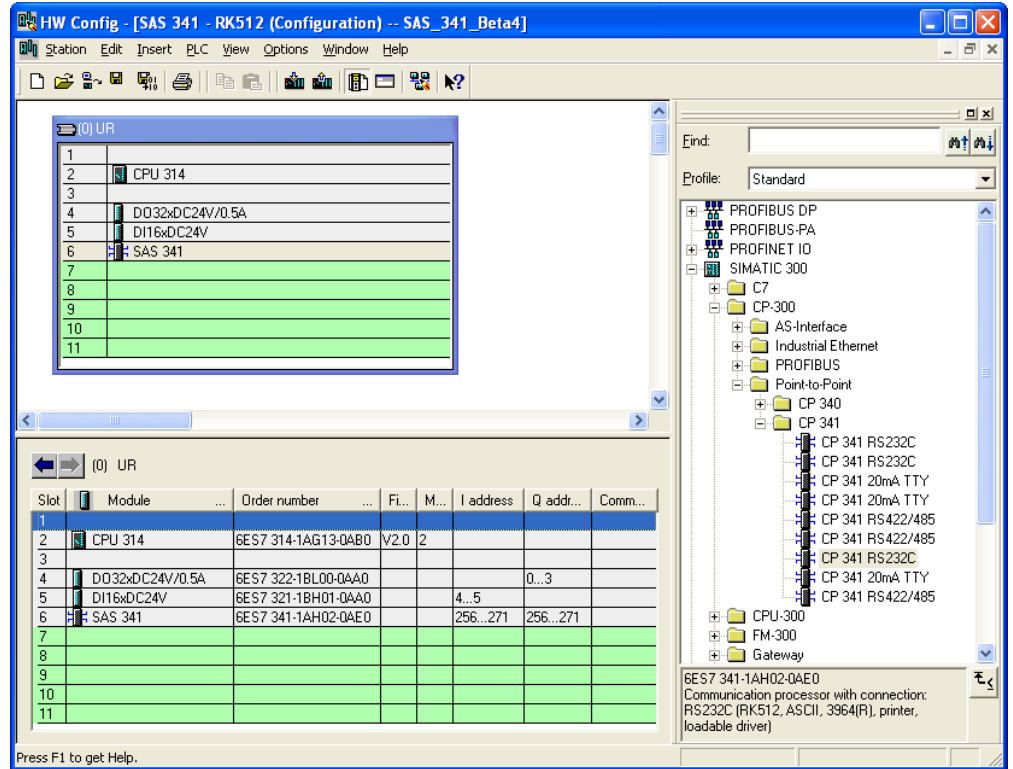 HW Config - [SAS 341 - RK512 (Configuration) -- SAS_341_Beta4]
Station Edit Insert PLC View Options Window Help
(0) UR
1
2 CPU 314
3
4 DO32xDC24V/0.5A
5 DI16xDC24V
6 SAS 341
7
8
9
10
11
(0) UR
Slot Module ... Order number ... Fi... M... I address Q addr... Comm...
1
2 CPU 314 6ES7 314-1AG13-0AB0 V2.0 2
3
4 DO32xDC24V/0.5A 6ES7 322-1BL00-0AA0 0...3
5 DI16xDC24V 6ES7 321-1BH01-0AA0 4...5
6 SAS 341 6ES7 341-1AH02-0AE0 256...271 256...271
7
8
9
10
11
Find:
Profile: Standard
PROFIBUS DP
PROFIBUS-PA
PROFINET IO
SIMATIC 300
C7
CP-300
AS-Interface
Industrial Ethernet
PROFIBUS
Point-to-Point
CP 340
CP 341
CP 341 RS232C
CP 341 RS232C
CP 341 20mA TTY
CP 341 20mA TTY
CP 341 RS422/485
CP 341 RS422/485
CP 341 RS232C
CP 341 20mA TTY
CP 341 RS422/485
CPU-300
FM-300
Gateway
6ES7 341-1AH02-0AE0
Communication processor with connection:
RS232C (RK512, ASCII, 3964(R), printer,
loadable driver)
Press F1 to get Help.